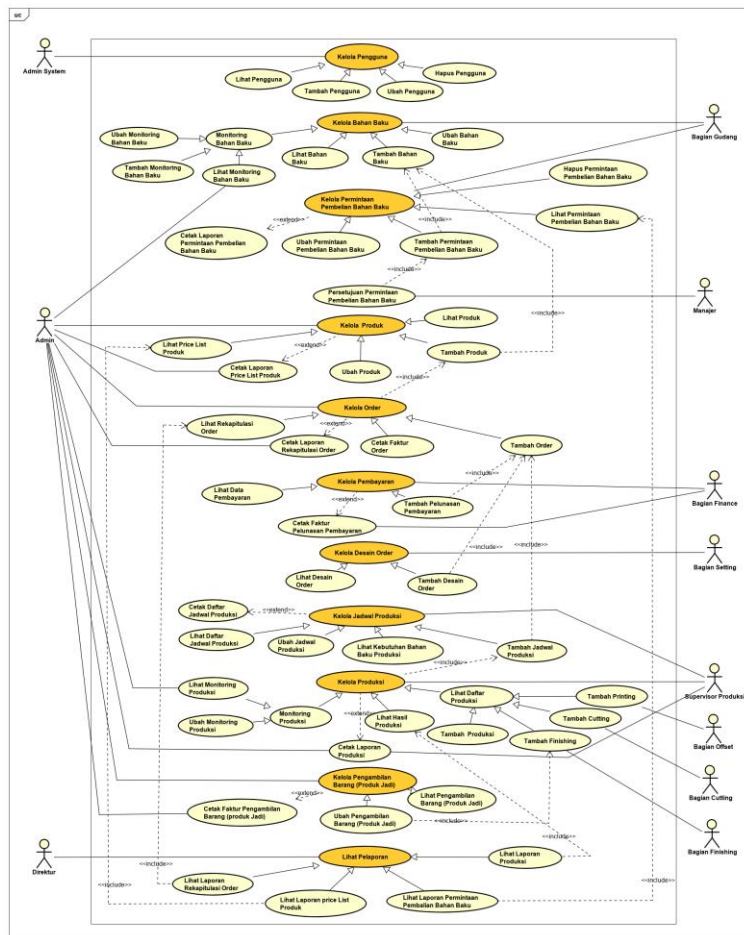 uc
Admin System
Kelola Pengguna
Lihat Pengguna
Hapus Pengguna
Tambah Pengguna
Ubah Pengguna
Kelola Bahan Baku
Bagian Gudang
Ubah Monitoring
Bahan Baku
Monitoring
Bahan Baku
Ubah Bahan
Baku
Lihat Bahan
Baku
Tambah Bahan
Baku
Tambah Monitoring
Bahan Baku
Lihat Monitoring
Bahan Baku
Hapus Permintaan
Pembelian Bahan Baku
Kelola Permintaan
Pembelian Bahan Baku
Lihat Permintaan
Pembelian Bahan Baku
<<extend>>
<<include>>
Cetak Laporan
Permintaan Pembelian
Bahan Baku
Ubah Permintaan
Pembelian Bahan Baku
Tambah Permintaan
Pembelian Bahan Baku
<<include>>
<<include>>
Persetujuan Permintaan
Pembelian Bahan Baku
Manajer
Admin
<<include>>
Kelola Produk
Lihat Produk
Lihat Price List
Produk
<<extend>>
Tambah Produk
Cetak Laporan
Price List Produk
Ubah Produk
<<include>>
Kelola Order
Lihat Rekapitulasi
Order
<<extend>>
Cetak Laporan
Rekapitulasi Order
Cetak Faktur
Order
Tambah Order
Kelola Pembayaran
<<include>>
Lihat Data
Pembayaran
<<extend>>
Tambah Pelunasan
Pembayaran
Bagian Finance
Cetak Faktur
Pelunasan Pembayaran
<<include>>
<<include>>
Kelola Desain Order
Bagian Setting
Lihat Desain
Order
Tambah Desain
Order
Cetak Daftar
Jadwal Produksi
<<extend>>
Kelola Jadwal Produksi
Lihat Daftar
Jadwal Produksi
Ubah Jadwal
Produksi
Lihat Kebutuhan Bahan
Baku Produksi
Tambah Jadwal
Produksi
<<include>>
Kelola Produksi
Lihat Monitoring
Produksi
Lihat Daftar
Produksi
Tambah Printing
Supervisor Produksi
Ubah Monitoring
Produksi
Monitoring
Produksi
<<extend>>
Lihat Hasil
Produksi
Tambah Cutting
Tambah Produksi
Tambah Finishing
Bagian Offset
Cetak Laporan
Produksi
Kelola Pengambilan
Barang (Produk Jadi)
Bagian Cutting
Cetak Faktur Pengambilan
Barang (produk Jadi)
<<extend>>
Lihat Pengambilan
Barang (Produk Jadi)
Ubah Pengambilan
Barang (Produk Jadi)
<<include>>
Bagian Finishing
Direktur
Lihat Pelaporan
Lihat Laporan
Produksi
<<include>>
<<include>>
Lihat Laporan
Rekapitulasi Order
<<include>>
<<include>>
Lihat Laporan price List
Produk
Lihat Laporan Permintaan
Pembalian Bahan Baku